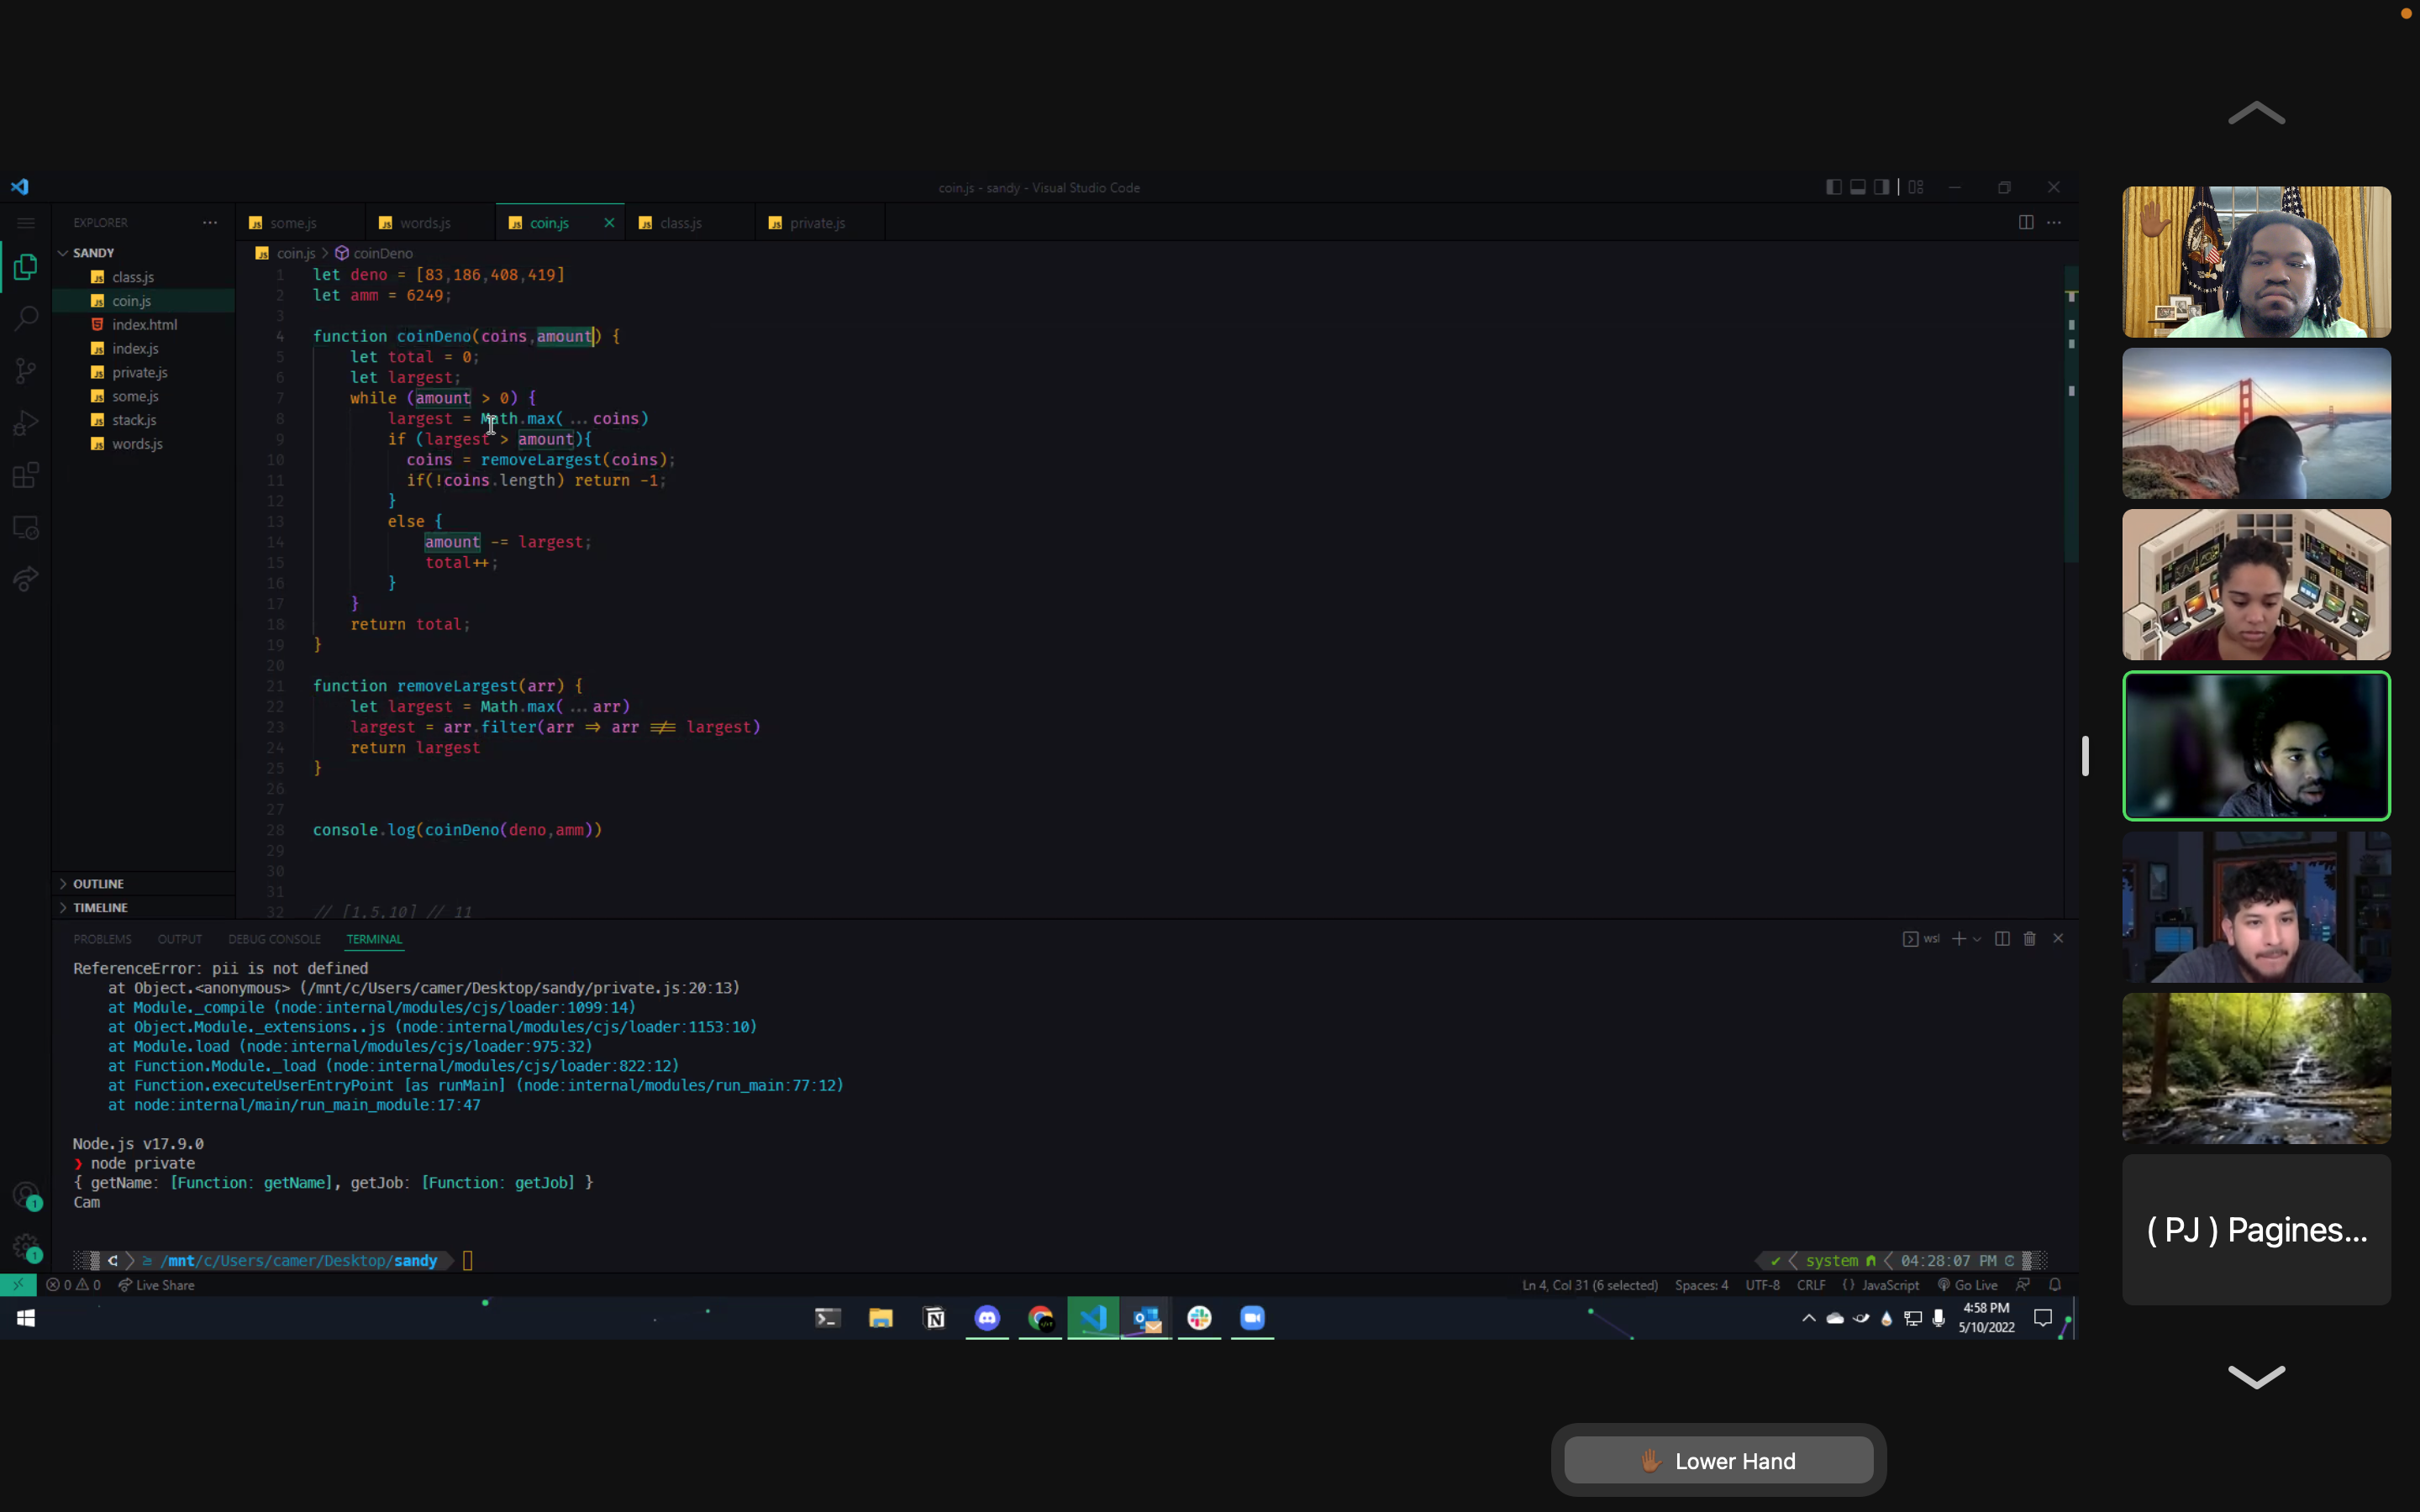 coin.js - sandy - Visual Studio Code
EXPLORER
some.js
words.js
coin.js
class.js
private.js
SANDY
class.js
coin.js
index.html
index.js
private.js
some.js
stack.js
words.js
OUTLINE
TIMELINE
coin.js > coinDeno
1 let deno = [83,186,408,419]
2 let amm = 6249;
3
4 function coinDeno(coins,amount) {
5 let total = 0;
6 let largest;
7 while (amount > 0) {
8 largest = Math.max(...coins)
9 if (largest > amount){
10 coins = removeLargest(coins);
11 if(!coins.length) return -1;
12 }
13 else {
14 amount -= largest;
15 total++;
16 }
17 }
18 return total;
19 }
20
21 function removeLargest(arr) {
22 let largest = Math.max(...arr)
23 largest = arr.filter(arr => arr !== largest)
24 return largest
25 }
26
27
28 console.log(coinDeno(deno,amm))
29
30
31
32 // [1,5,10] // 11
PROBLEMS OUTPUT DEBUG CONSOLE TERMINAL
wsl
ReferenceError: pii is not defined
at Object.<anonymous> (/mnt/c/Users/camer/Desktop/sandy/private.js:20:13)
at Module._compile (node:internal/modules/cjs/loader:1099:14)
at Object.Module._extensions..js (node:internal/modules/cjs/loader:1153:10)
at Module.load (node:internal/modules/cjs/loader:975:32)
at Function.Module._load (node:internal/modules/cjs/loader:822:12)
at Function.executeUserEntryPoint [as runMain] (node:internal/modules/run_main:77:12)
at node:internal/main/run_main_module:17:47
Node.js v17.9.0
❯ node private
{ getName: [Function: getName], getJob: [Function: getJob] }
Cam
/mnt/c/Users/camer/Desktop/sandy
✔ system 04:28:07 PM
0 0 Live Share
Ln 4, Col 31 (6 selected) Spaces: 4 UTF-8 CRLF {} JavaScript Go Live
4:58 PM
5/10/2022
( PJ ) Pagines...
Lower Hand